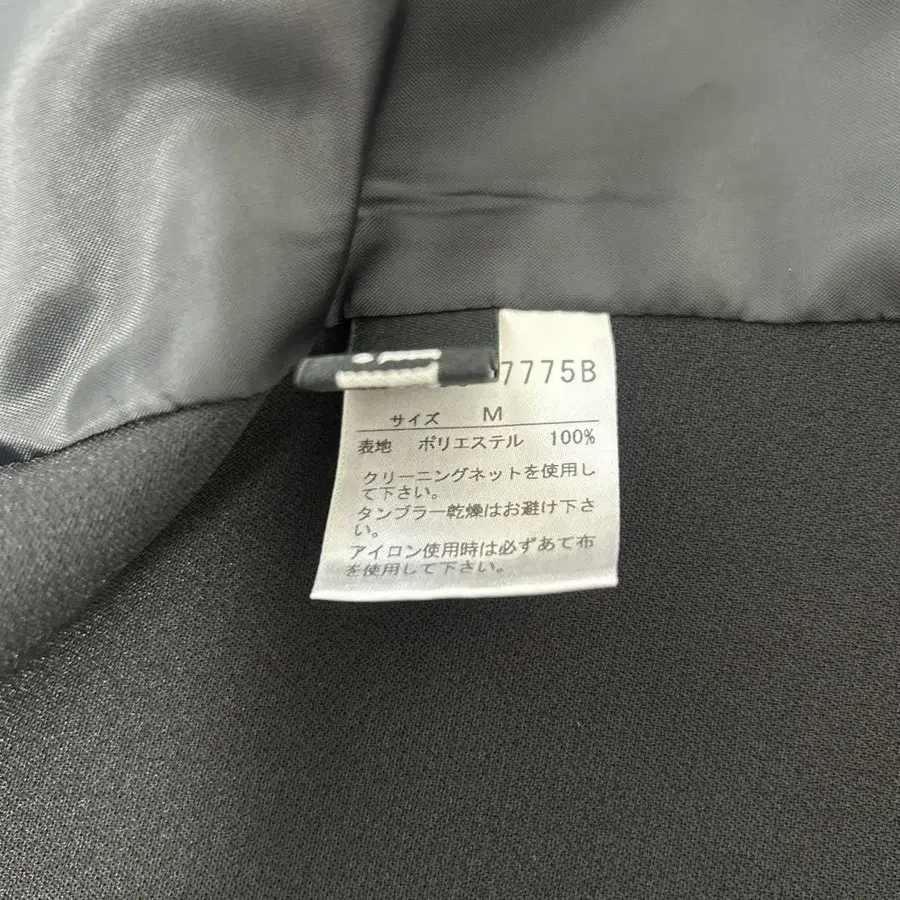 7775B
サイズ M
表地 ポリエステル 100%
クリーニングネットを使用し
て下さい。
タンブラー乾燥はお避け下さ
い。
アイロン使用時は必ずあて布
を使用して下さい。